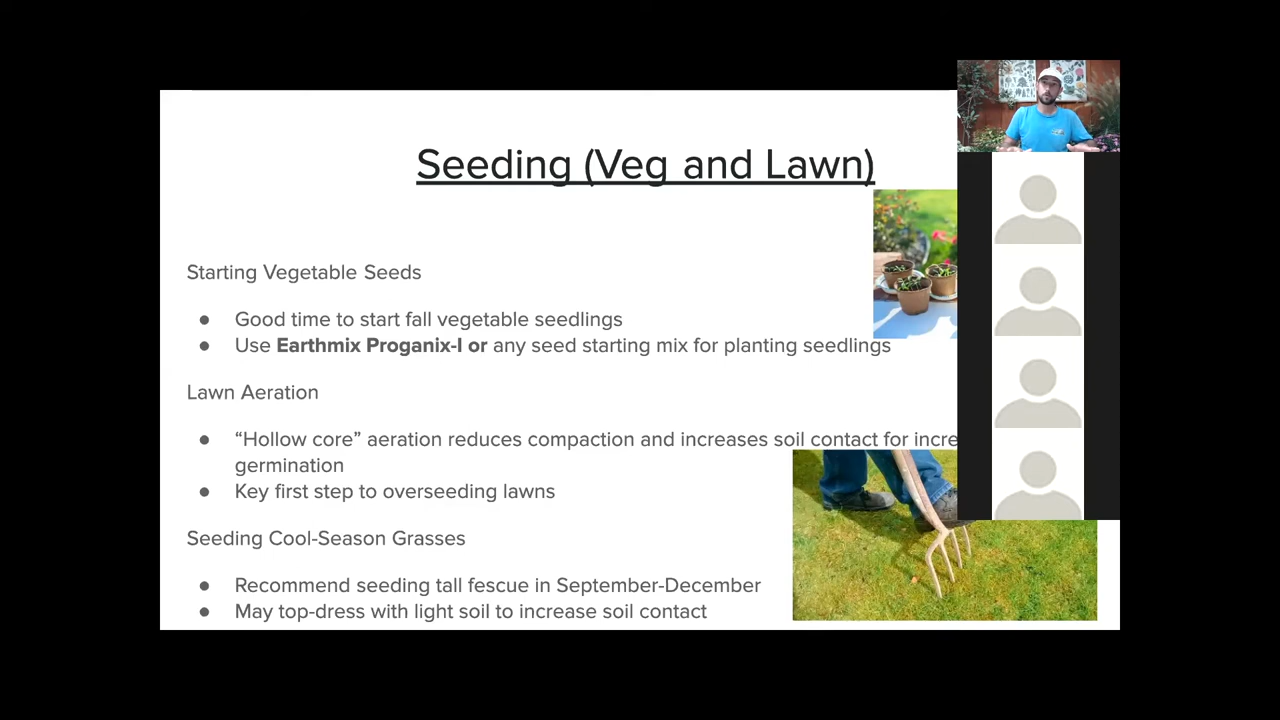 Seeding (Veg and Lawn)
Starting Vegetable Seeds
● Good time to start fall vegetable seedlings
● Use Earthmix Proganix-I or any seed starting mix for planting seedlings
Lawn Aeration
● “Hollow core” aeration reduces compaction and increases soil contact for incre
germination
● Key first step to overseeding lawns
Seeding Cool-Season Grasses
● Recommend seeding tall fescue in September-December
● May top-dress with light soil to increase soil contact